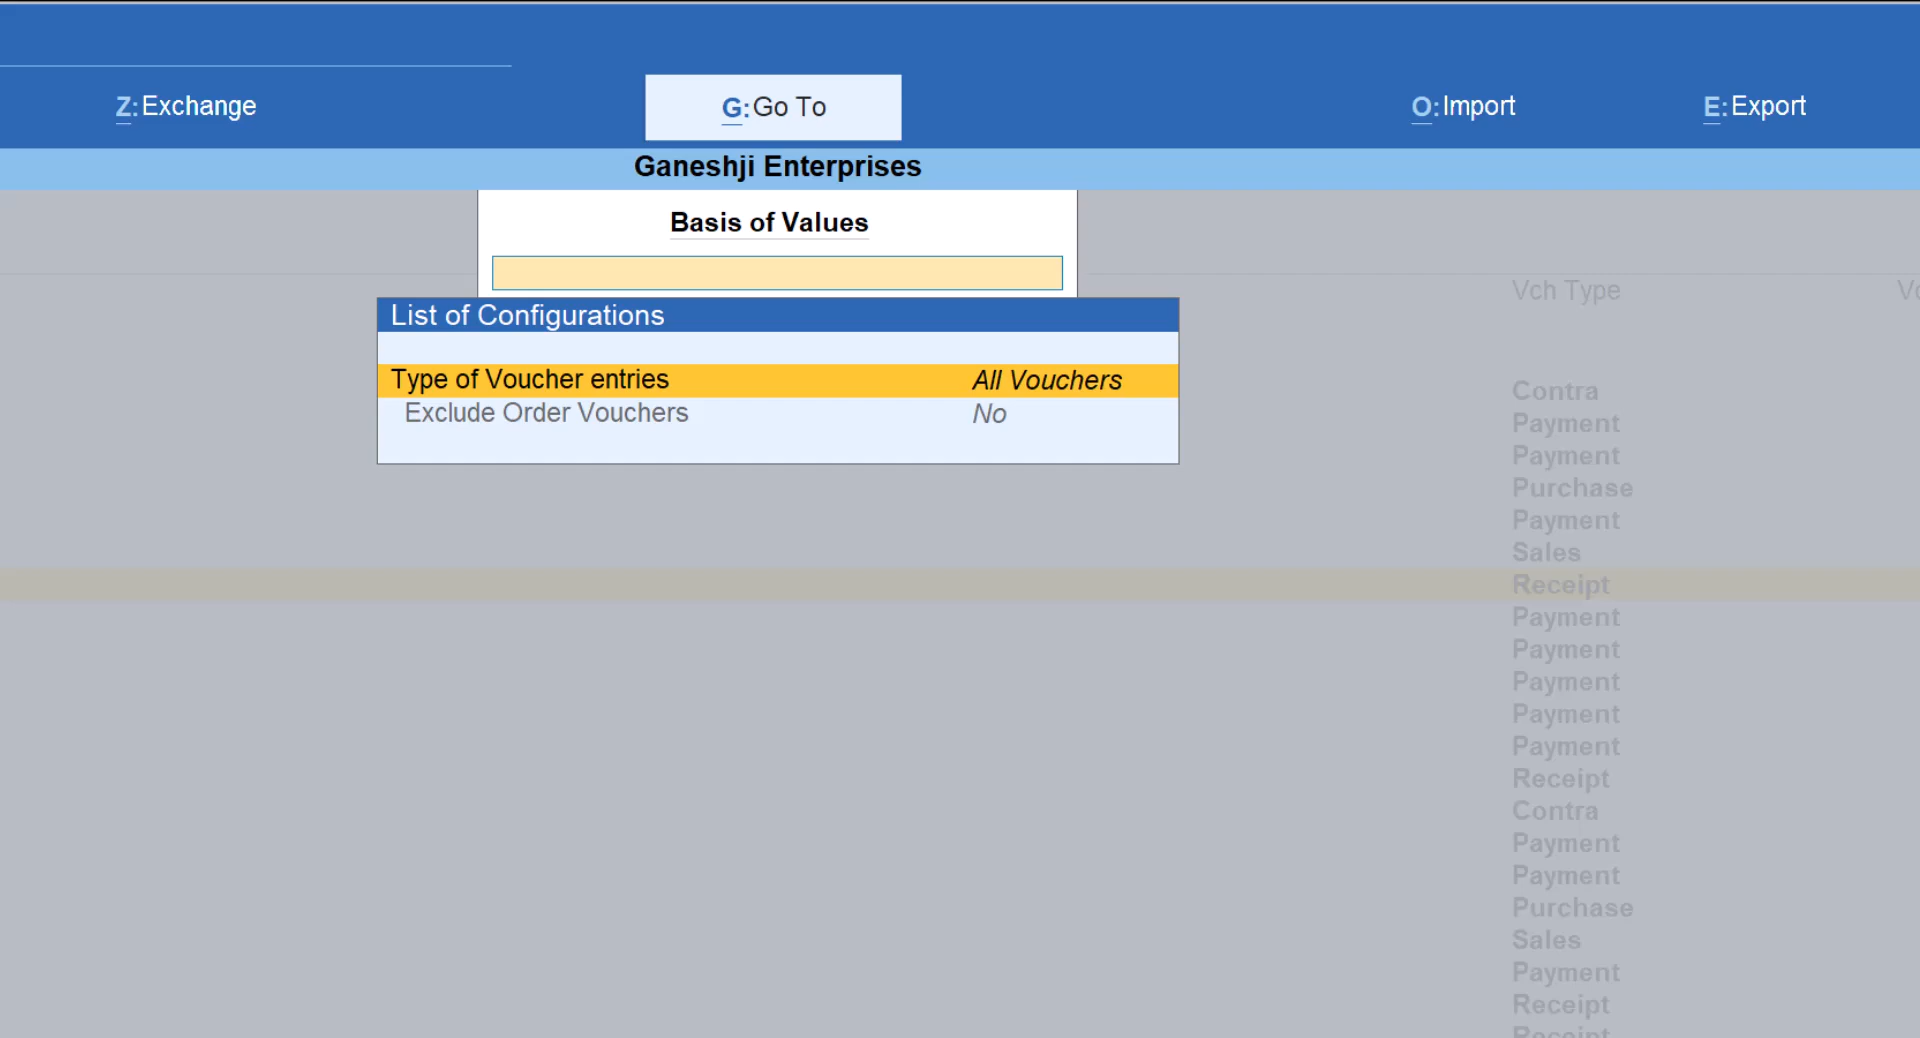 Z:Exchange
G:Go To
O:Import
E:Export
Ganeshji Enterprises
Basis of Values
List of Configurations
Type of Voucher entries All Vouchers
Exclude Order Vouchers No
Vch Type
Contra
Payment
Payment
Purchase
Payment
Sales
Receipt
Payment
Payment
Payment
Payment
Payment
Receipt
Contra
Payment
Payment
Purchase
Sales
Payment
Receipt
Receipt